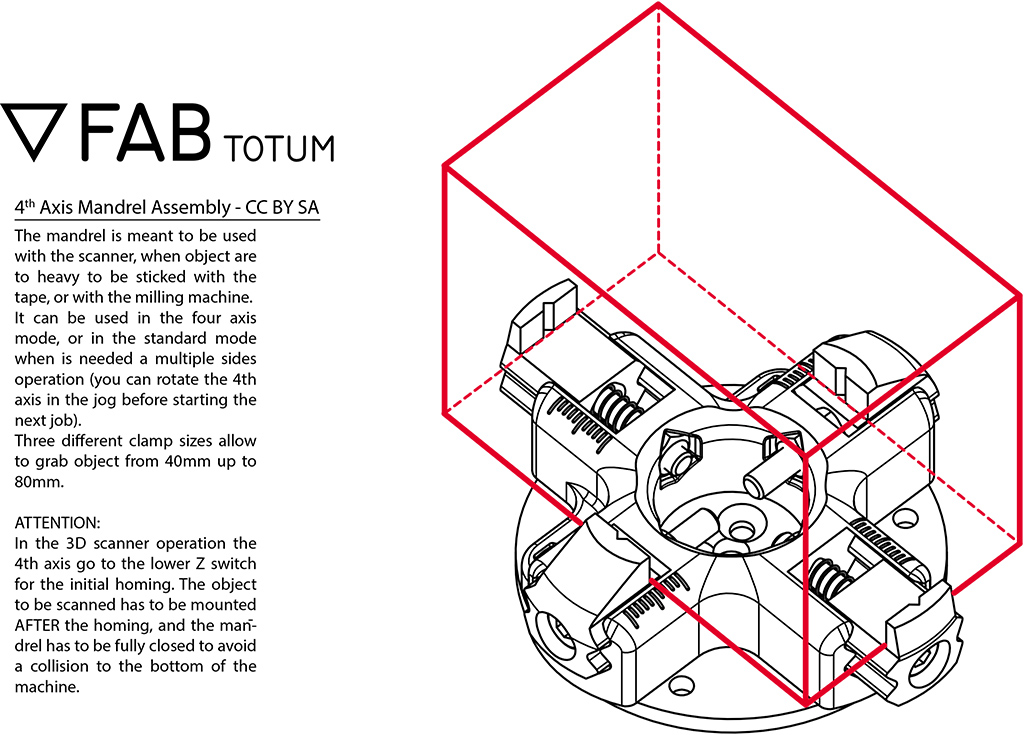 FAB TOTUM
4th Axis Mandrel Assembly - CC BY SA
The mandrel is meant to be used
with the scanner, when object are
to heavy to be sticked with the
tape, or with the milling machine.
It can be used in the four axis
mode, or in the standard mode
when is needed a multiple sides
operation (you can rotate the 4th
axis in the jog before starting the
next job).
Three different clamp sizes allow
to grab object from 40mm up to
80mm.
ATTENTION:
In the 3D scanner operation the
4th axis go to the lower Z switch
for the initial homing. The object
to be scanned has to be mounted
AFTER the homing, and the man-
drel has to be fully closed to avoid
a collision to the bottom of the
machine.